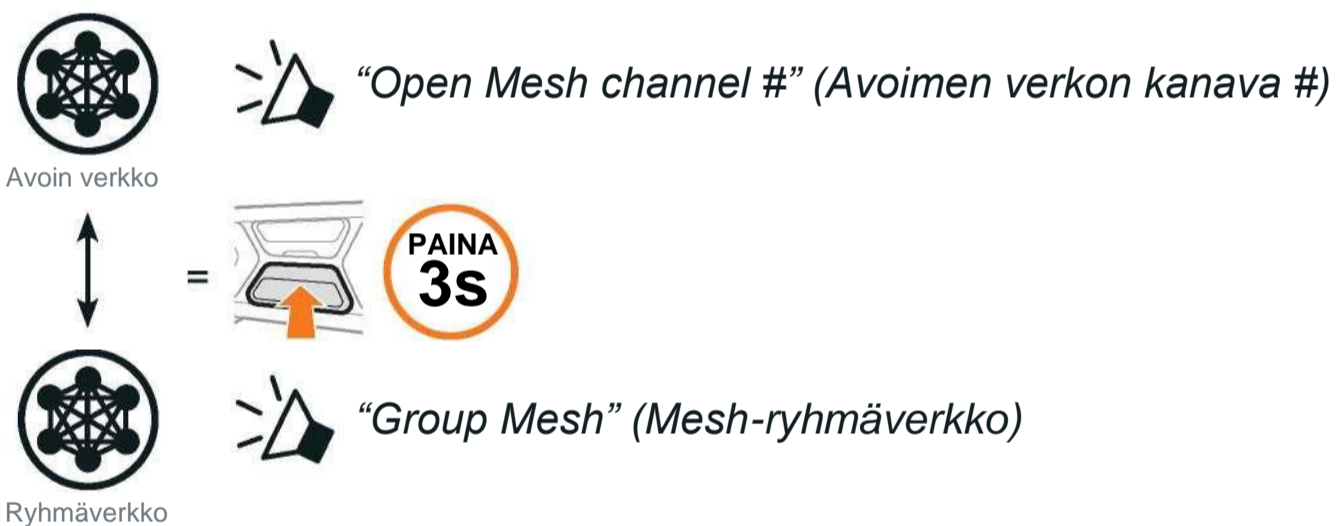 “Open Mesh channel #” (Avoimen verkon kanava #)
Avoin verkko
=
PAINA
3s
“Group Mesh” (Mesh-ryhmäverkko)
Ryhmäverkko